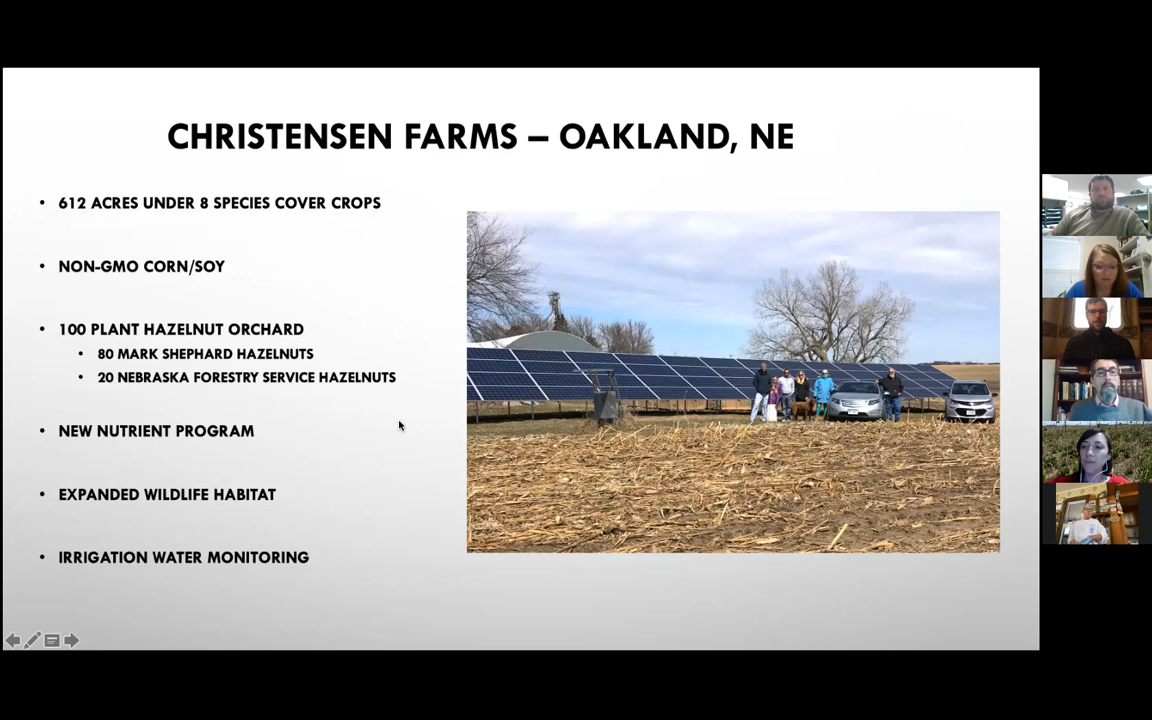 CHRISTENSEN FARMS – OAKLAND, NE
• 612 ACRES UNDER 8 SPECIES COVER CROPS
• NON-GMO CORN/SOY
• 100 PLANT HAZELNUT ORCHARD
• 80 MARK SHEPHARD HAZELNUTS
• 20 NEBRASKA FORESTRY SERVICE HAZELNUTS
• NEW NUTRIENT PROGRAM
• EXPANDED WILDLIFE HABITAT
• IRRIGATION WATER MONITORING